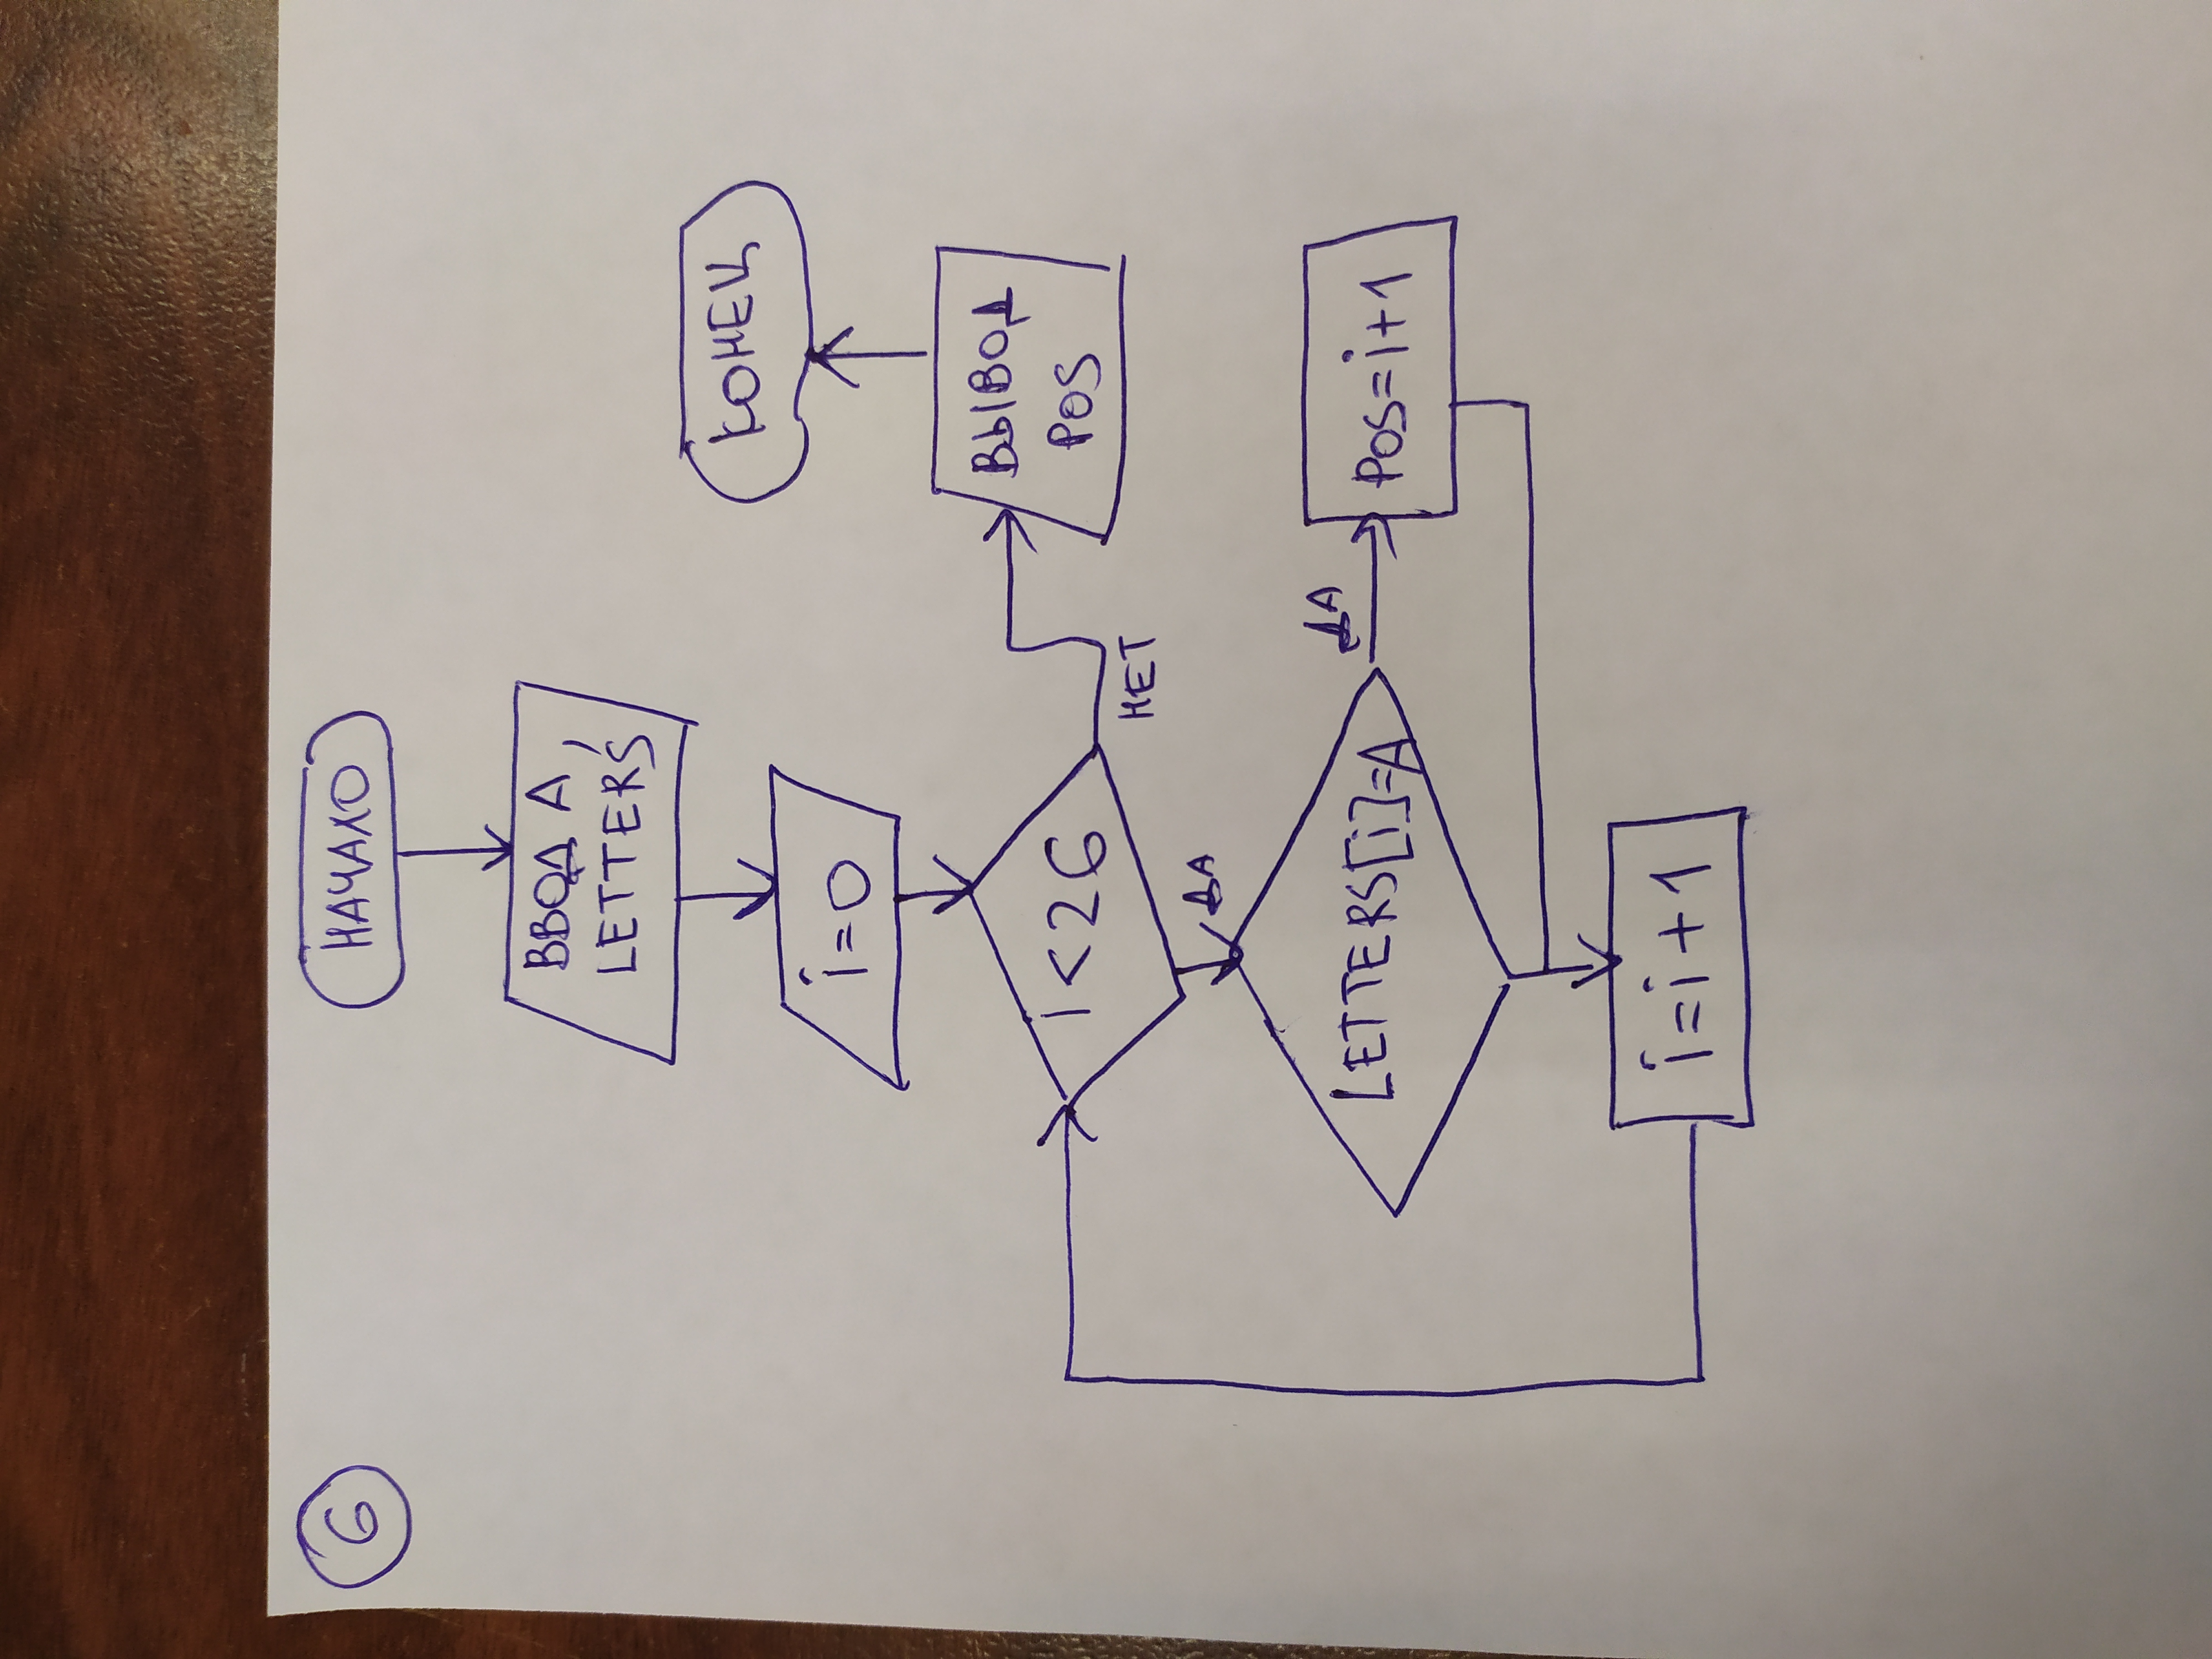 6
НАЧАЛО
ВВОД A,
LETTERS
i=0
i<26
НЕТ
ВЫВОД
POS
КОНЕЦ
ДА
LETTERS[i]=A
ДА
POS=i+1
i=i+1